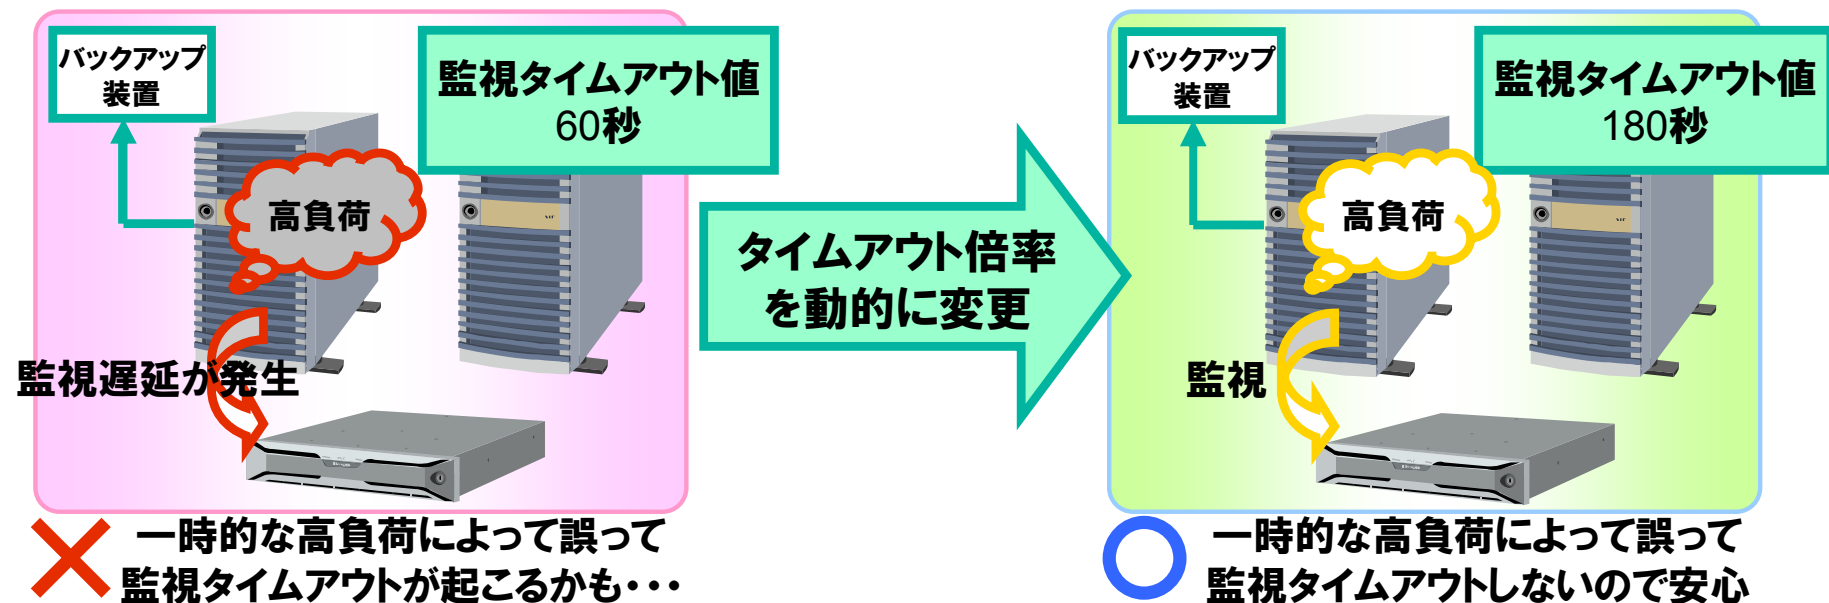 バックアップ
装置
監視タイムアウト値
60秒
高負荷
監視遅延が発生
一時的な高負荷によって誤って
監視タイムアウトが起こるかも・・・
タイムアウト倍率
を動的に変更
バックアップ
装置
監視タイムアウト値
180秒
高負荷
監視
一時的な高負荷によって誤って
監視タイムアウトしないので安心